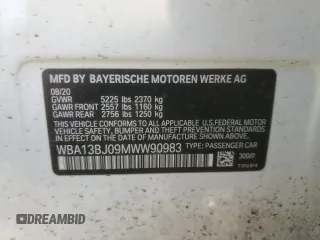 MFD BY BAYERISCHE MOTOREN WERKE AG
08/20
GVWR 5225 lbs 2370 kg
GAWR FRONT 2557 lbs 1160 kg
GAWR REAR 2756 lbs 1250 kg
THIS VEHICLE CONFORMS TO ALL APPLICABLE U.S. FEDERAL MOTOR
VEHICLE SAFETY, BUMPER, AND THEFT PREVENTION STANDARDS IN
EFFECT ON THE DATE OF MANUFACTURE SHOWN ABOVE.
WBA13BJ09MWW90983 TYPE: PASSENGER CAR
300/0
DREAMBID